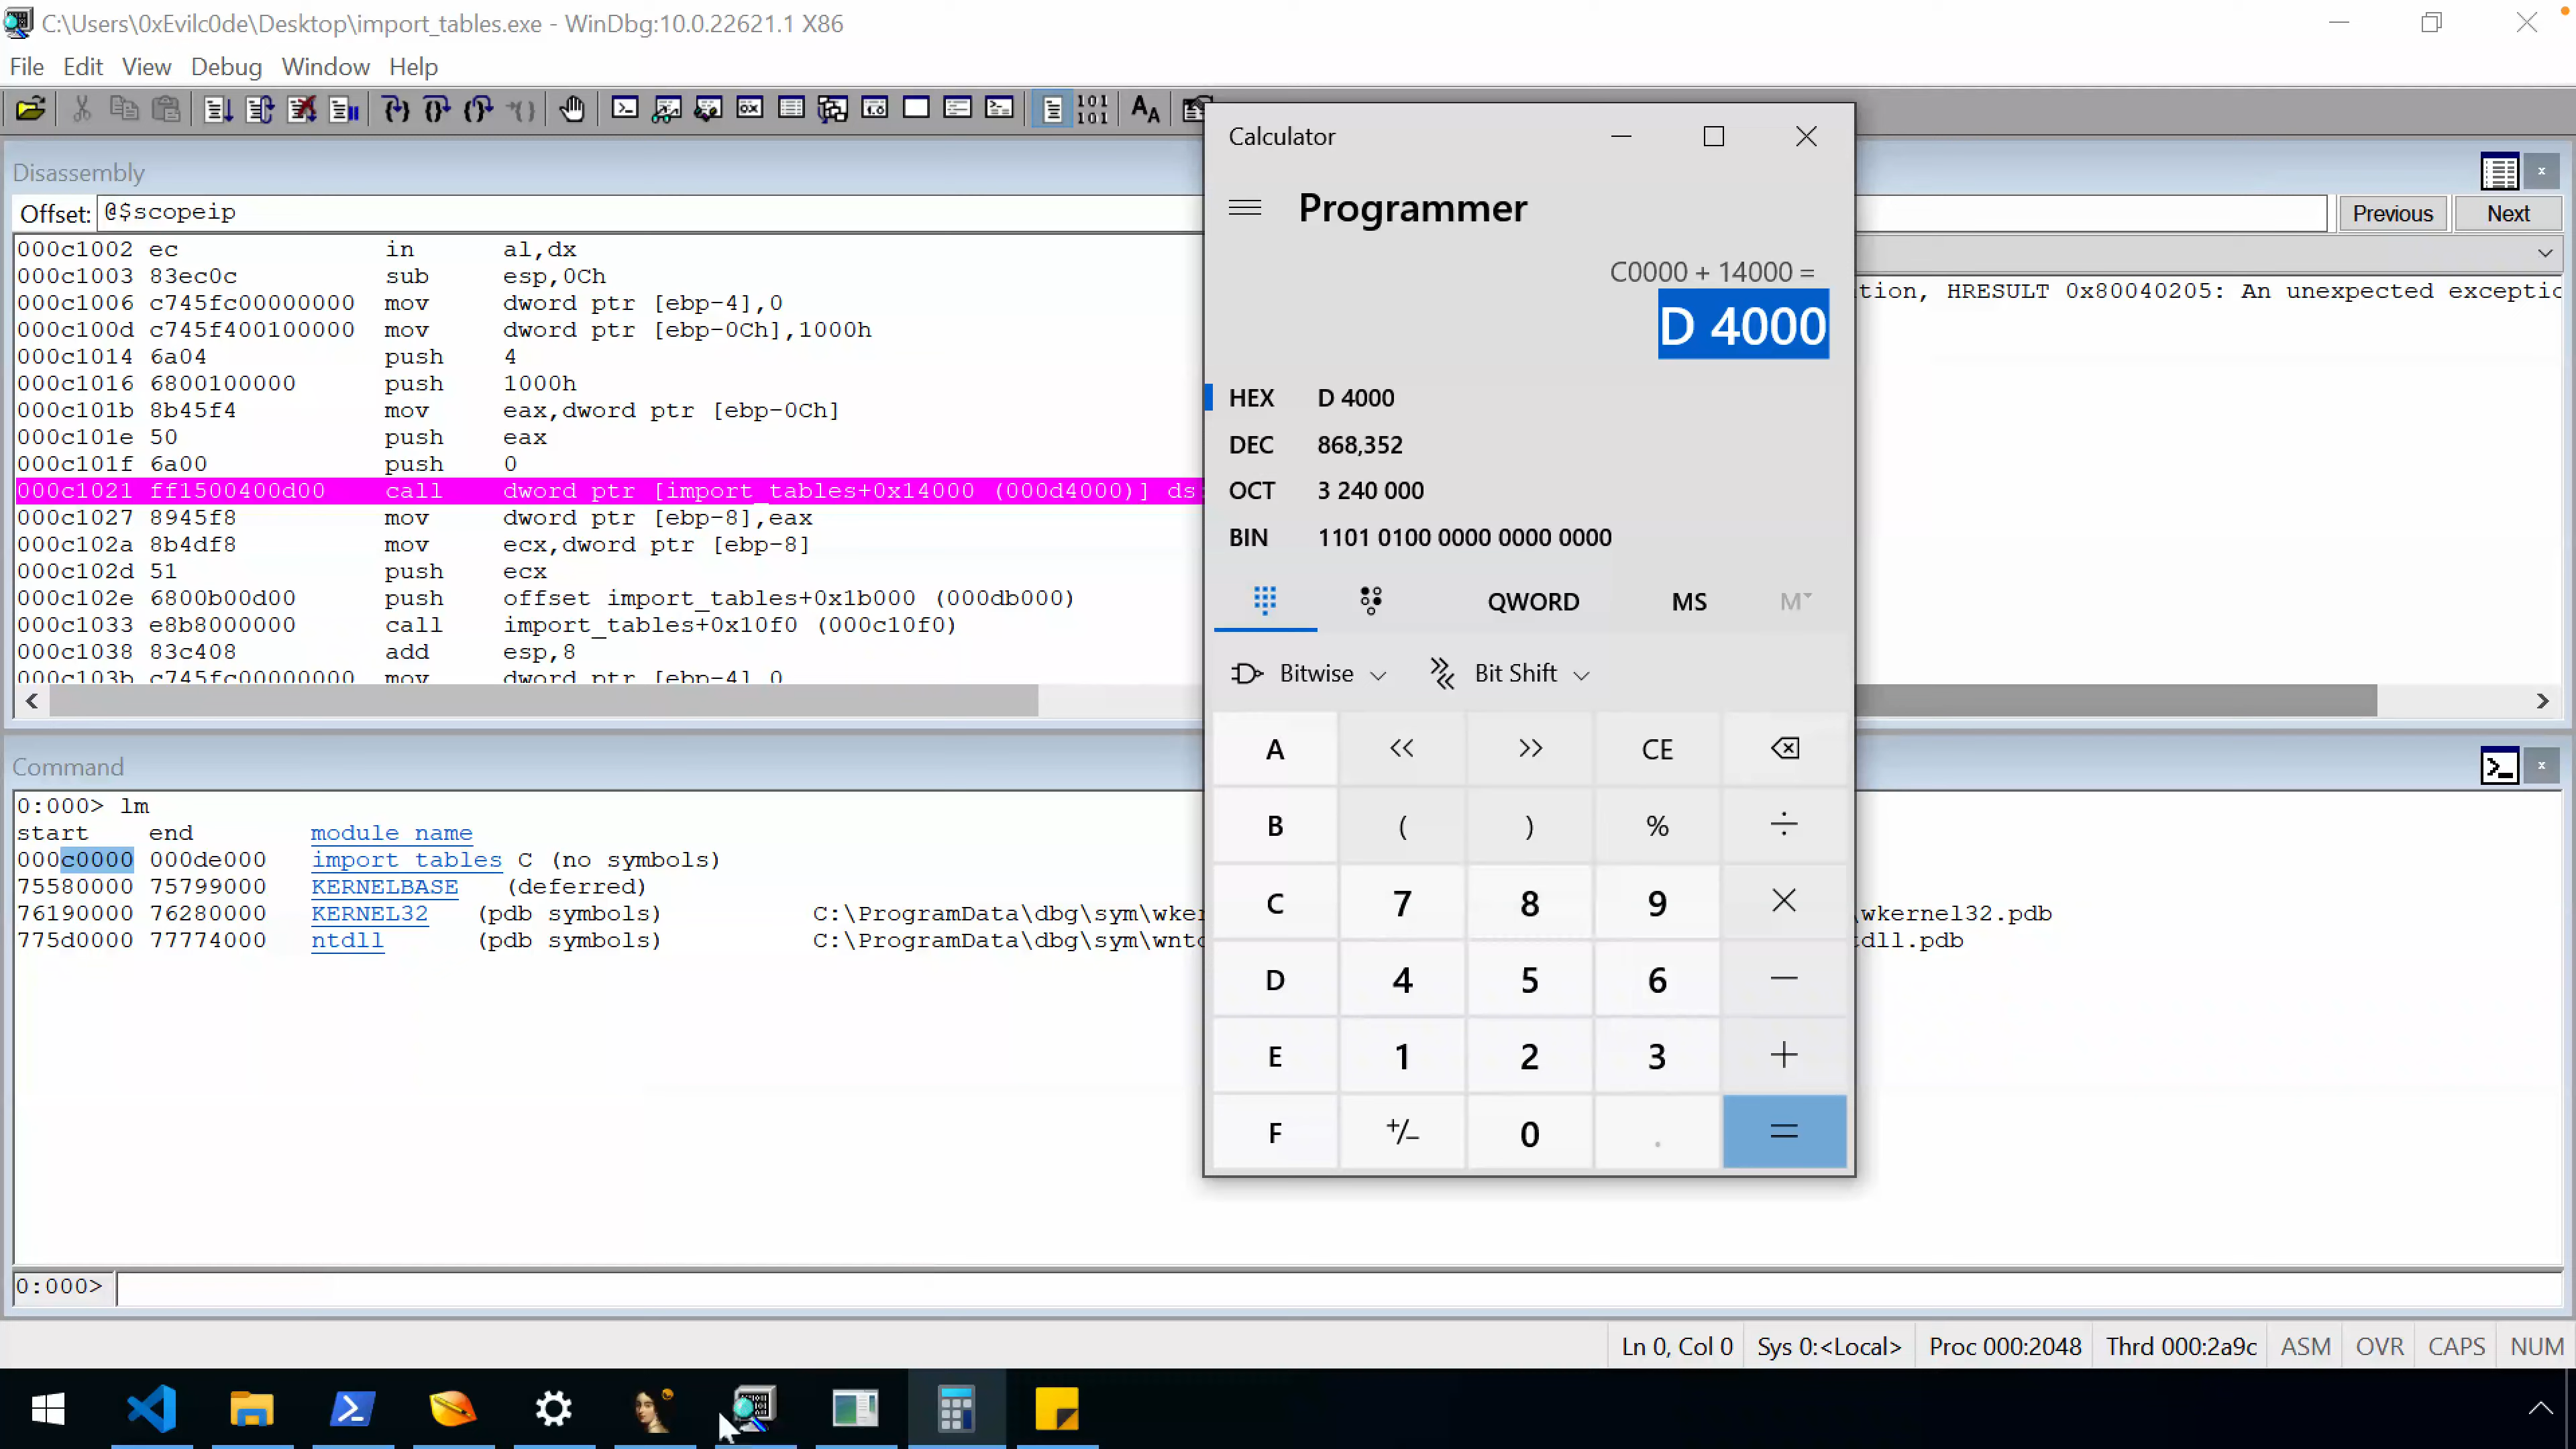 C:\Users\0xEvilc0de\Desktop\import_tables.exe - WinDbg:10.0.22621.1 X86
File Edit View Debug Window Help
Disassembly
Offset: @$scopeip Previous Next
000c1002 ec in al,dx
000c1003 83ec0c sub esp,0Ch
000c1006 c745fc00000000 mov dword ptr [ebp-4],0
000c100d c745f400100000 mov dword ptr [ebp-0Ch],1000h
000c1014 6a04 push 4
000c1016 6800100000 push 1000h
000c101b 8b45f4 mov eax,dword ptr [ebp-0Ch]
000c101e 50 push eax
000c101f 6a00 push 0
000c1021 ff1500400d00 call dword ptr [import_tables+0x14000 (000d4000)] ds:
000c1027 8945f8 mov dword ptr [ebp-8],eax
000c102a 8b4df8 mov ecx,dword ptr [ebp-8]
000c102d 51 push ecx
000c102e 6800b00d00 push offset import_tables+0x1b000 (000db000)
000c1033 e8b8000000 call import_tables+0x10f0 (000c10f0)
000c1038 83c408 add esp,8
000c103b c745fc00000000 mov dword ptr [ebp-4],0
tion, HRESULT 0x80040205: An unexpected exceptic
Calculator
Programmer
C0000 + 14000 =
D 4000
HEX D 4000
DEC 868,352
OCT 3 240 000
BIN 1101 0100 0000 0000 0000
QWORD MS M
Bitwise Bit Shift
A << >> CE
B ( ) % ÷
C 7 8 9 ×
D 4 5 6 −
E 1 2 3 +
F +/− 0 . =
Command
0:000> lm
start end module name
000c0000 000de000 import_tables C (no symbols)
75580000 75799000 KERNELBASE (deferred)
76190000 76280000 KERNEL32 (pdb symbols) C:\ProgramData\dbg\sym\wker \wkernel32.pdb
775d0000 77774000 ntdll (pdb symbols) C:\ProgramData\dbg\sym\wntd tdll.pdb
0:000>
Ln 0, Col 0 Sys 0:<Local> Proc 000:2048 Thrd 000:2a9c ASM OVR CAPS NUM